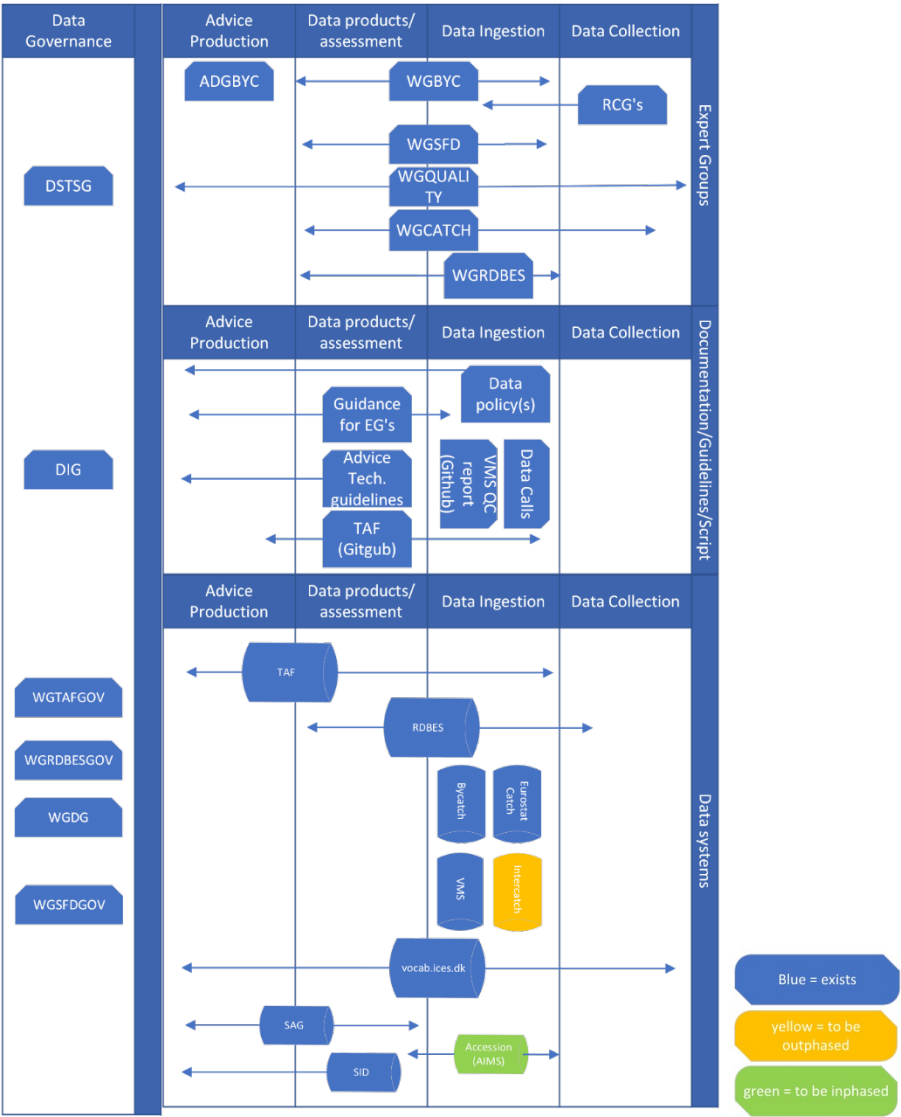 Data
Governance
DSTSG
DIG
WGTAFGOV
WGRDBESGOV
WGDG
WGSFDGOV
Advice
Production
Data products/
assessment
Data Ingestion
Data Collection
Expert Groups
ADGBYC
WGBYC
RCG's
WGSFD
WGQUALI
TY
WGCATCH
WGRDBES
Advice
Production
Data products/
assessment
Data Ingestion
Data Collection
Documentation/Guidelines/Script
Data
policy(s)
Guidance
for EG's
Advice
Tech.
guidelines
VMS QC
report
(Github)
Data Calls
TAF
(Gitgub)
Advice
Production
Data products/
assessment
Data Ingestion
Data Collection
Data systems
TAF
RDBES
Bycatch
Eurostat
Catch
VMS
Intercatch
vocab.ices.dk
SAG
Accession
(AIMS)
SID
Blue = exists
yellow = to be
outphased
green = to be inphased